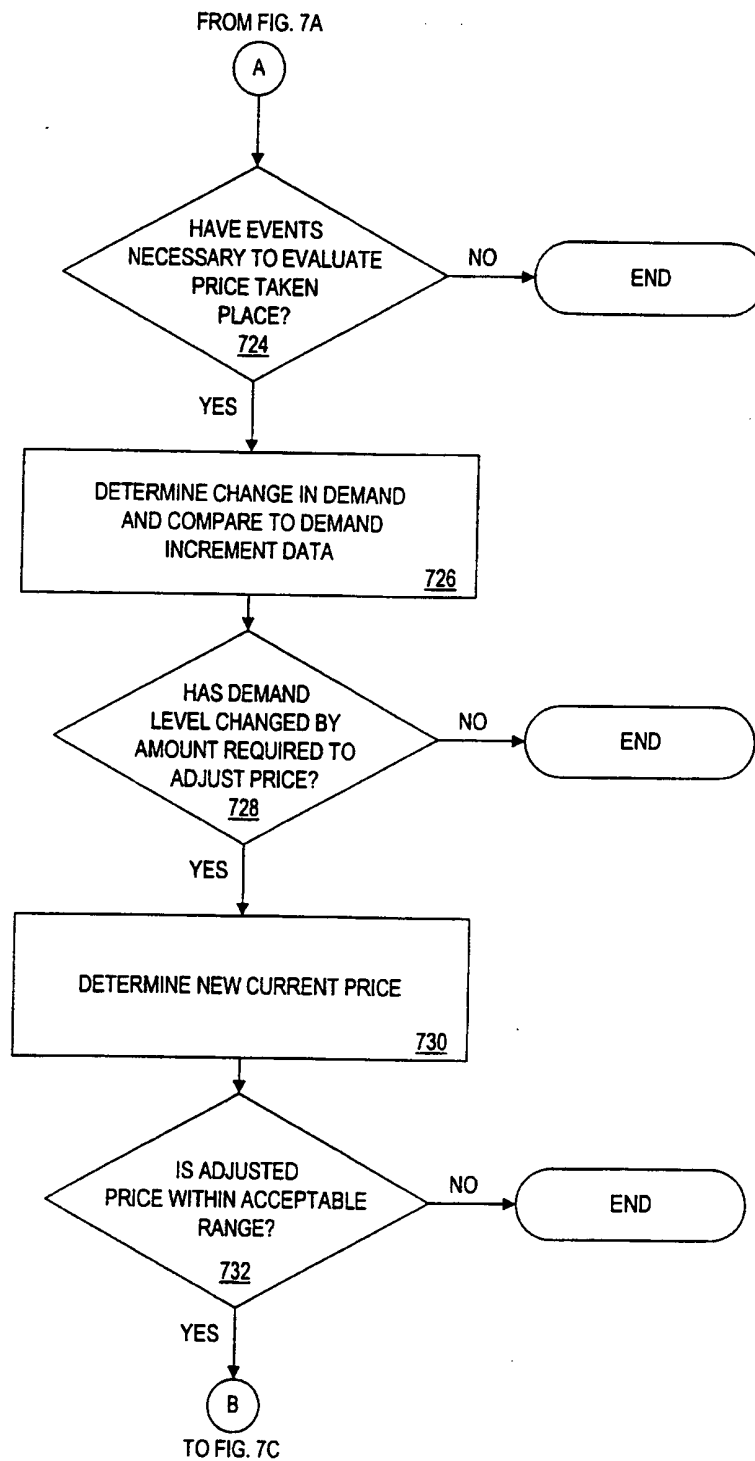 FROM FIG. 7A
A
HAVE EVENTS
NECESSARY TO EVALUATE
PRICE TAKEN
PLACE?
724
NO
END
YES
DETERMINE CHANGE IN DEMAND
AND COMPARE TO DEMAND
INCREMENT DATA
726
HAS DEMAND
LEVEL CHANGED BY
AMOUNT REQUIRED TO
ADJUST PRICE?
728
NO
END
YES
DETERMINE NEW CURRENT PRICE
730
IS ADJUSTED
PRICE WITHIN ACCEPTABLE
RANGE?
732
NO
END
YES
B
TO FIG. 7C